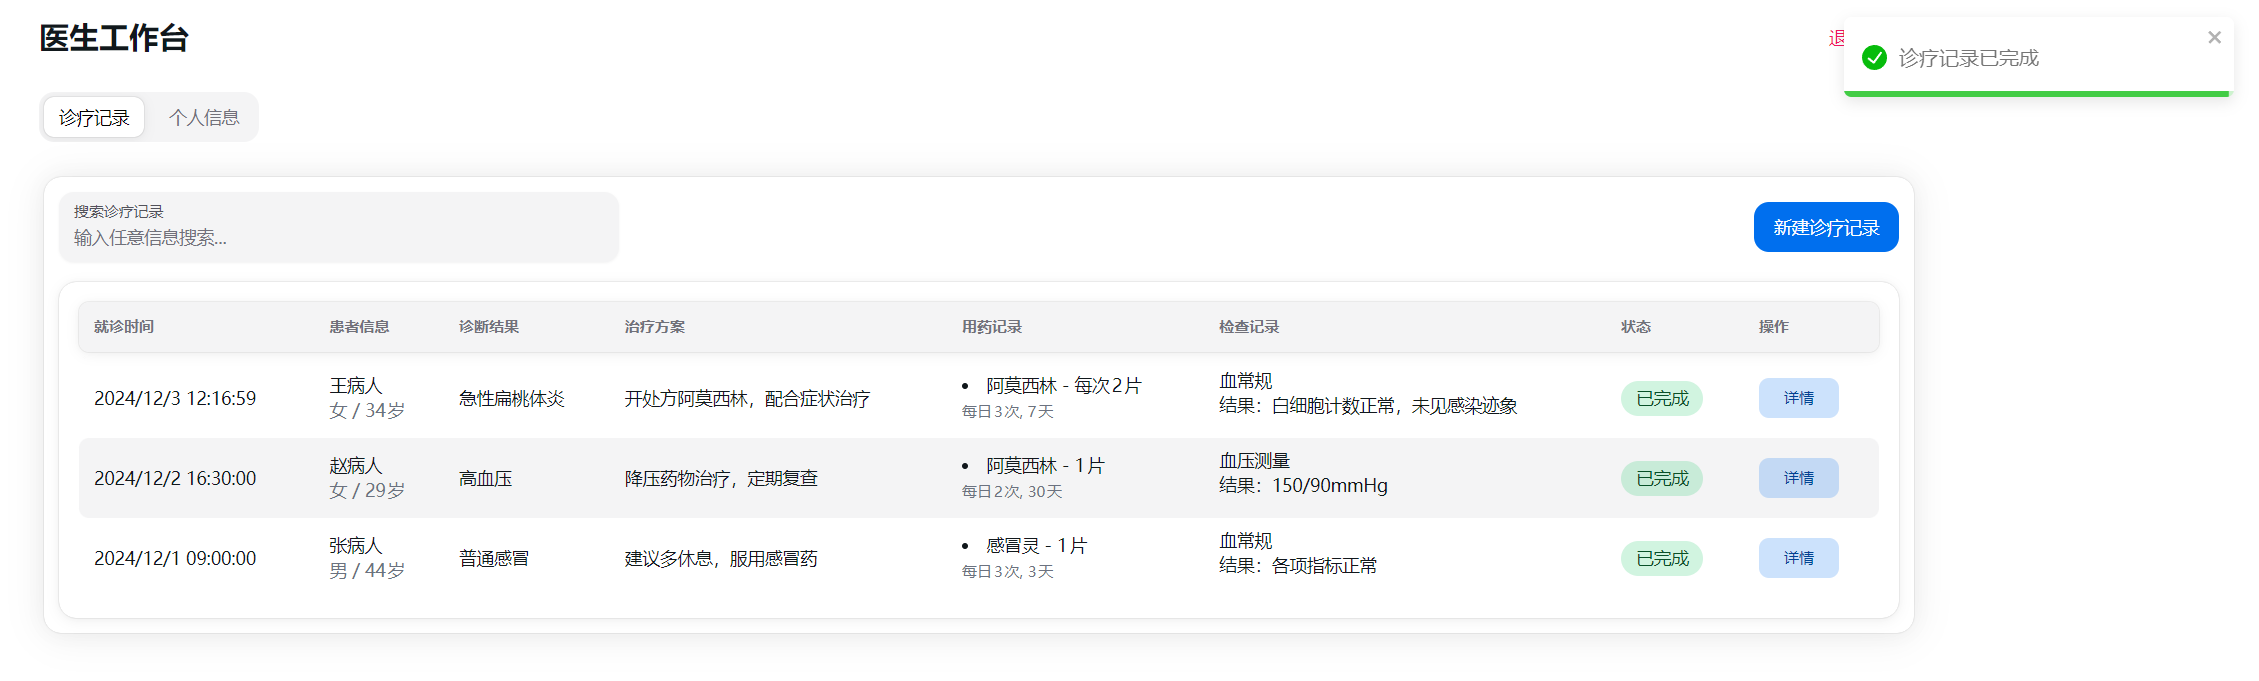 医生工作台
退
诊疗记录已完成
诊疗记录
个人信息
搜索诊疗记录
输入任意信息搜索...
新建诊疗记录
就诊时间 患者信息 诊断结果 治疗方案 用药记录 检查记录 状态 操作
2024/12/3 12:16:59
王病人
女 / 34岁
急性扁桃体炎
开处方阿莫西林，配合症状治疗
• 阿莫西林 - 每次2片
每日3次, 7天
血常规
结果：白细胞计数正常，未见感染迹象
已完成
详情
2024/12/2 16:30:00
赵病人
女 / 29岁
高血压
降压药物治疗，定期复查
• 阿莫西林 - 1片
每日2次, 30天
血压测量
结果：150/90mmHg
已完成
详情
2024/12/1 09:00:00
张病人
男 / 44岁
普通感冒
建议多休息，服用感冒药
• 感冒灵 - 1片
每日3次, 3天
血常规
结果：各项指标正常
已完成
详情